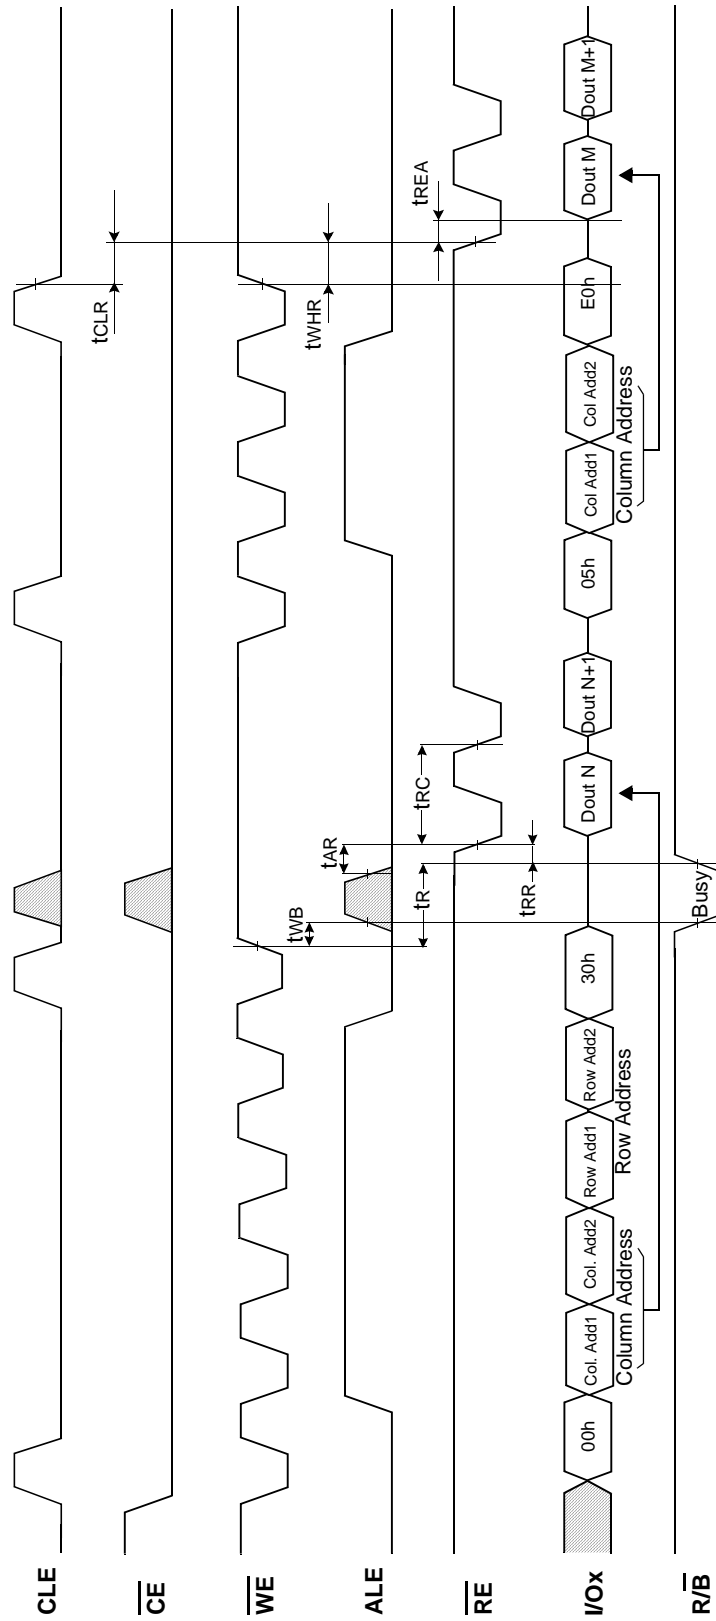 CLE
CE
WE
ALE
RE
I/Ox
R/B
tCLR
tWHR
tREA
tWB
tAR
tRC
tR
tRR
00h
Col. Add1
Col. Add2
Row Add1
Row Add2
30h
Dout N
Dout N+1
05h
Col Add1
Col Add2
E0h
Dout M
Dout M+1
Column Address
Row Address
Column Address
Busy